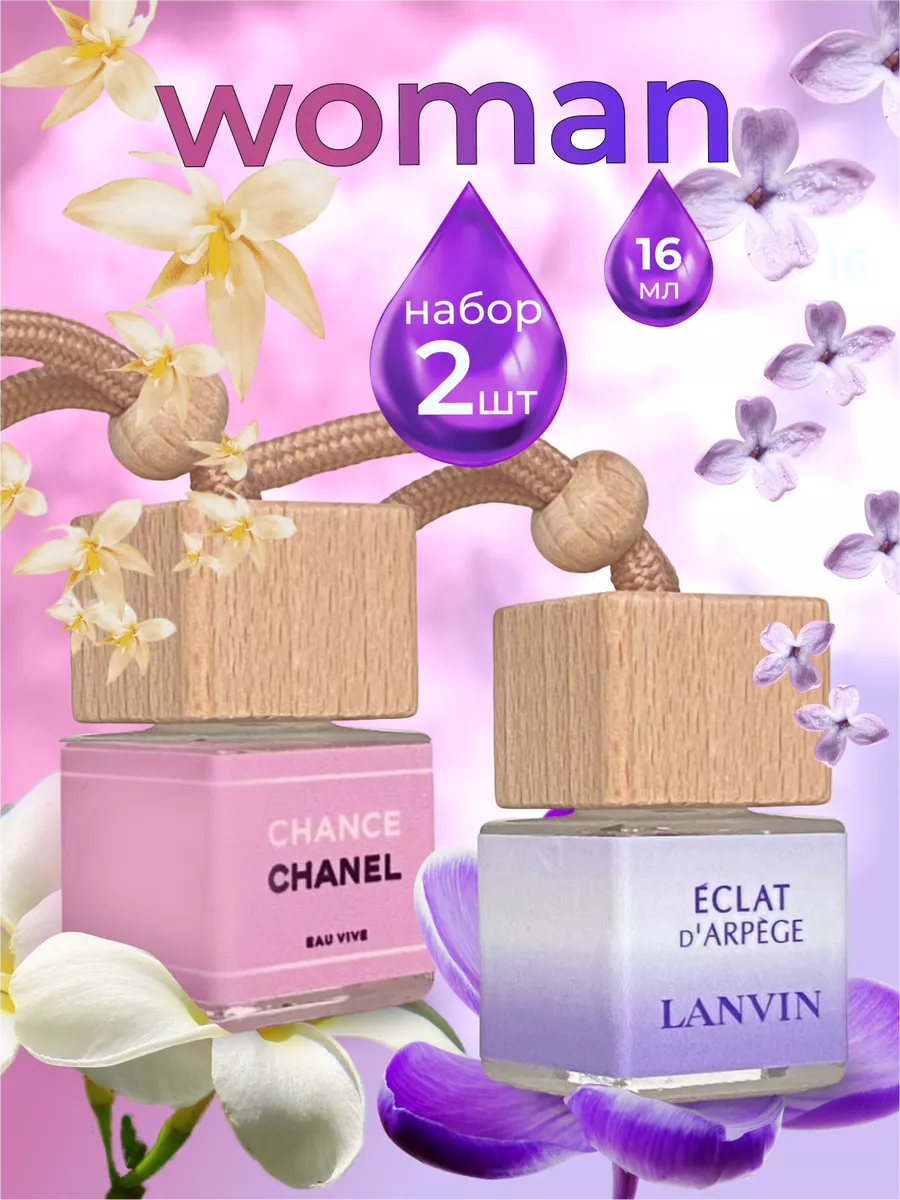 woman
16
мл
набор
2шт
CHANCE
CHANEL
EAU VIVE
ÉCLAT
D'ARPÈGE
LANVIN